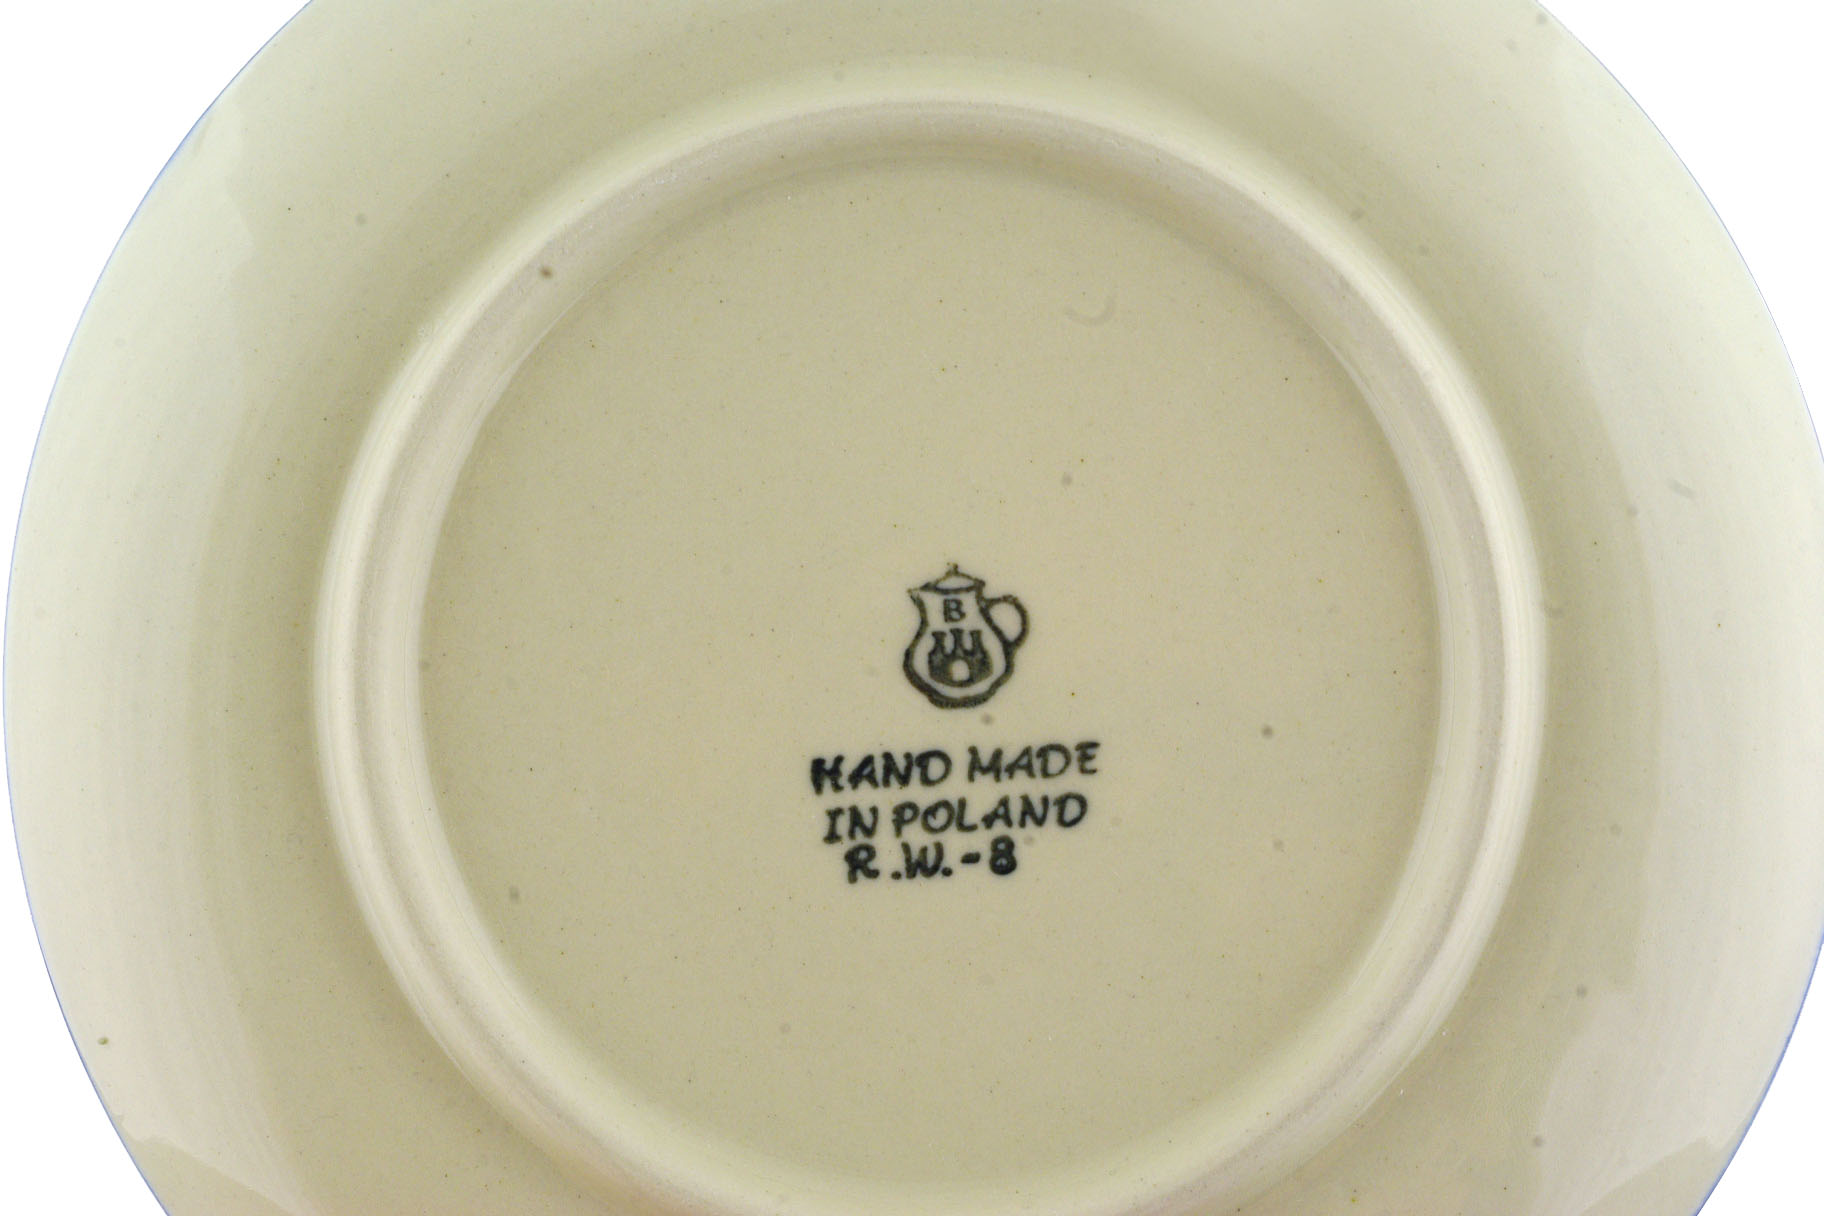 B
HAND MADE
IN POLAND
R.W.-8